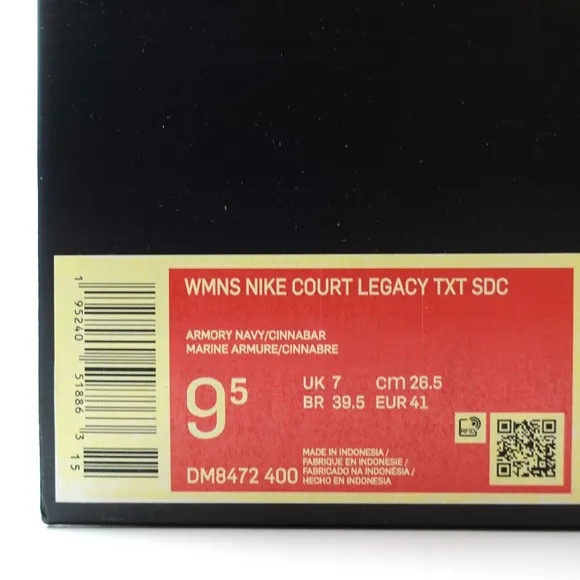 WMNS NIKE COURT LEGACY TXT SDC
ARMORY NAVY/CINNABAR
MARINE ARMURE/CINNABRE
9⁵
UK 7 cm 26.5
BR 39.5 EUR 41
DM8472 400
MADE IN INDONESIA /
FABRIQUE EN INDONESIE /
FABRICADO NA INDONÉSIA /
HECHO EN INDONESIA
RFID
1 95240 51886 3 15